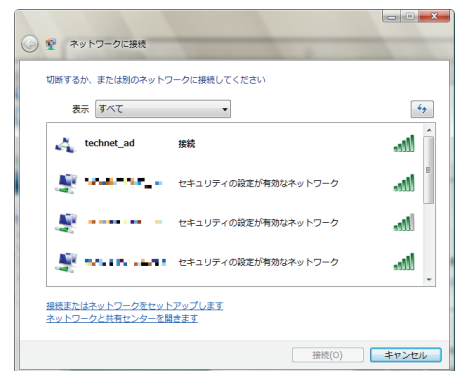 ネットワークに接続
切断するか、または別のネットワークに接続してください
表示 すべて
technet_ad 接続
セキュリティの設定が有効なネットワーク
セキュリティの設定が有効なネットワーク
セキュリティの設定が有効なネットワーク
接続またはネットワークをセットアップします
ネットワークと共有センターを開きます
接続(O) キャンセル